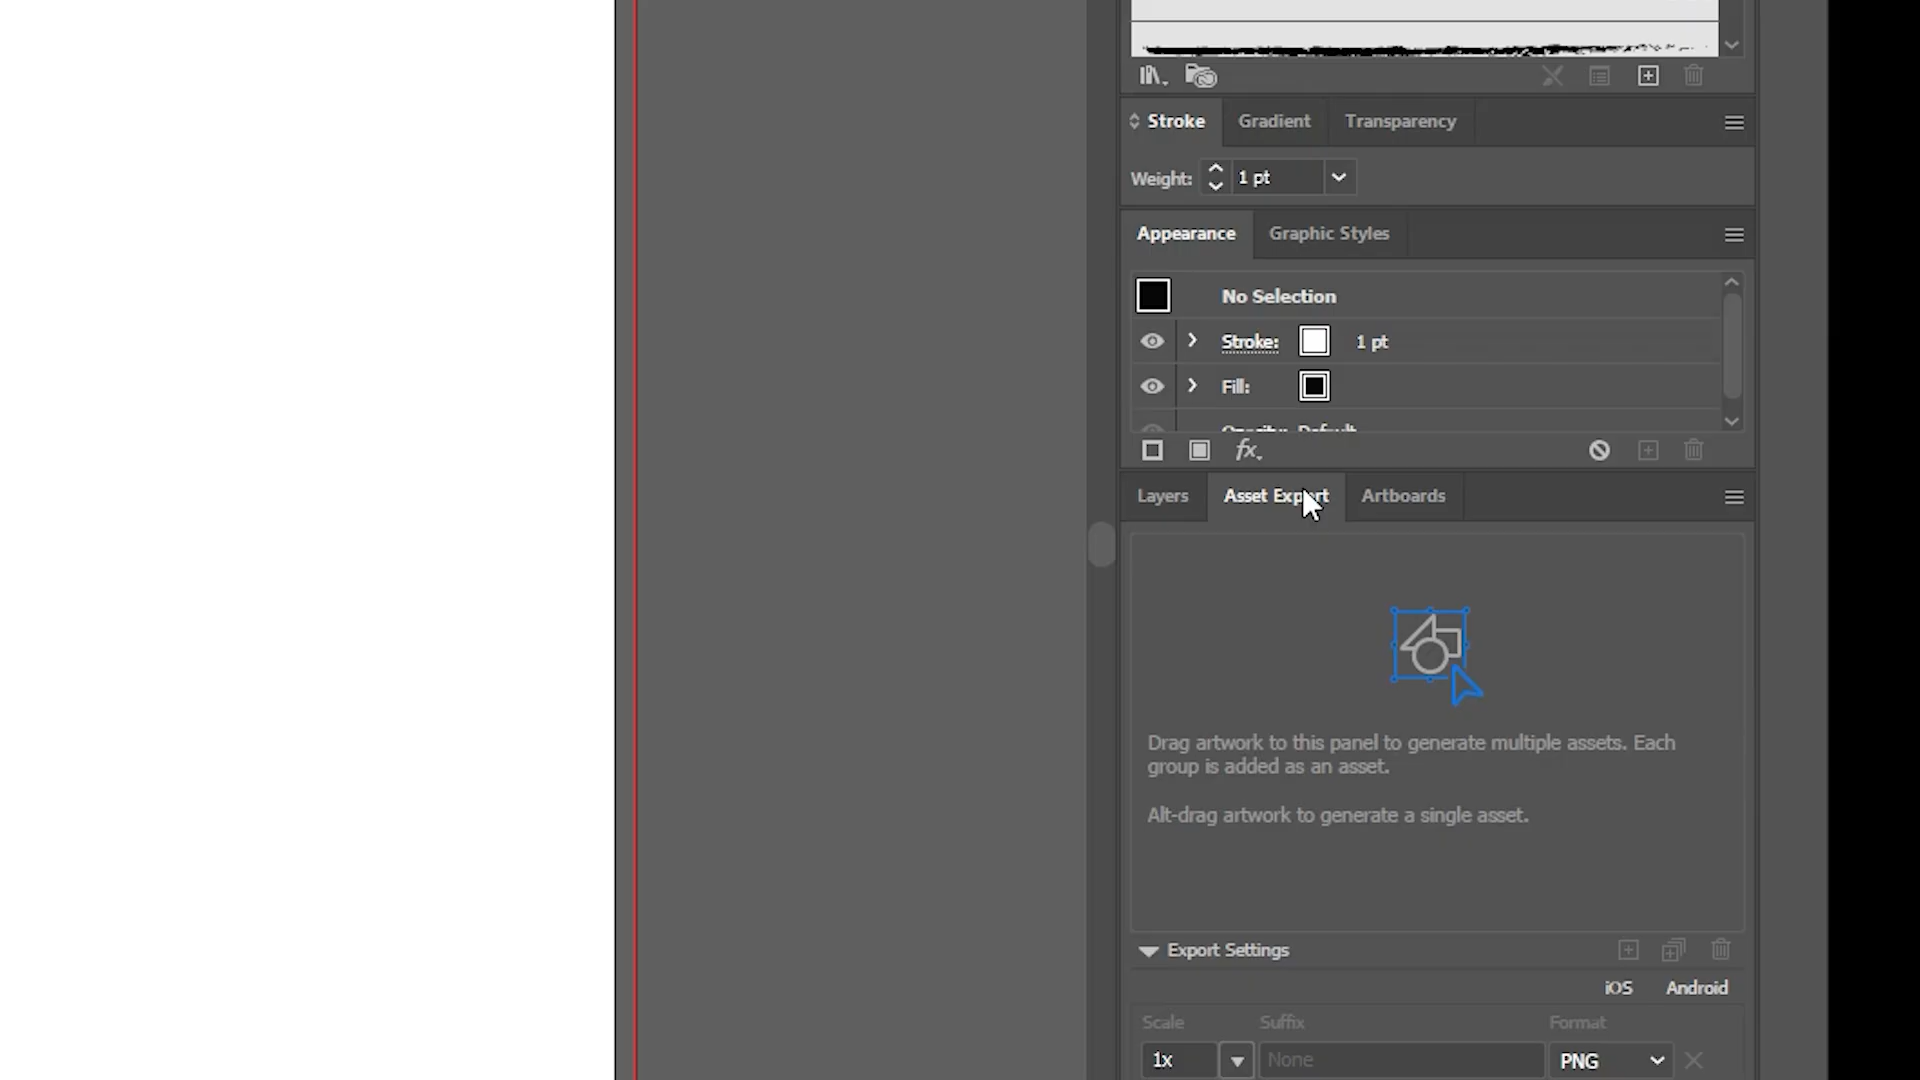 Stroke Gradient Transparency
Weight: 1 pt
Appearance Graphic Styles
No Selection
Stroke: 1 pt
Fill:
Opacity: Default
fx
Layers Asset Export Artboards
Drag artwork to this panel to generate multiple assets. Each
group is added as an asset.
Alt-drag artwork to generate a single asset.
Export Settings
iOS Android
Scale Suffix Format
1x None PNG